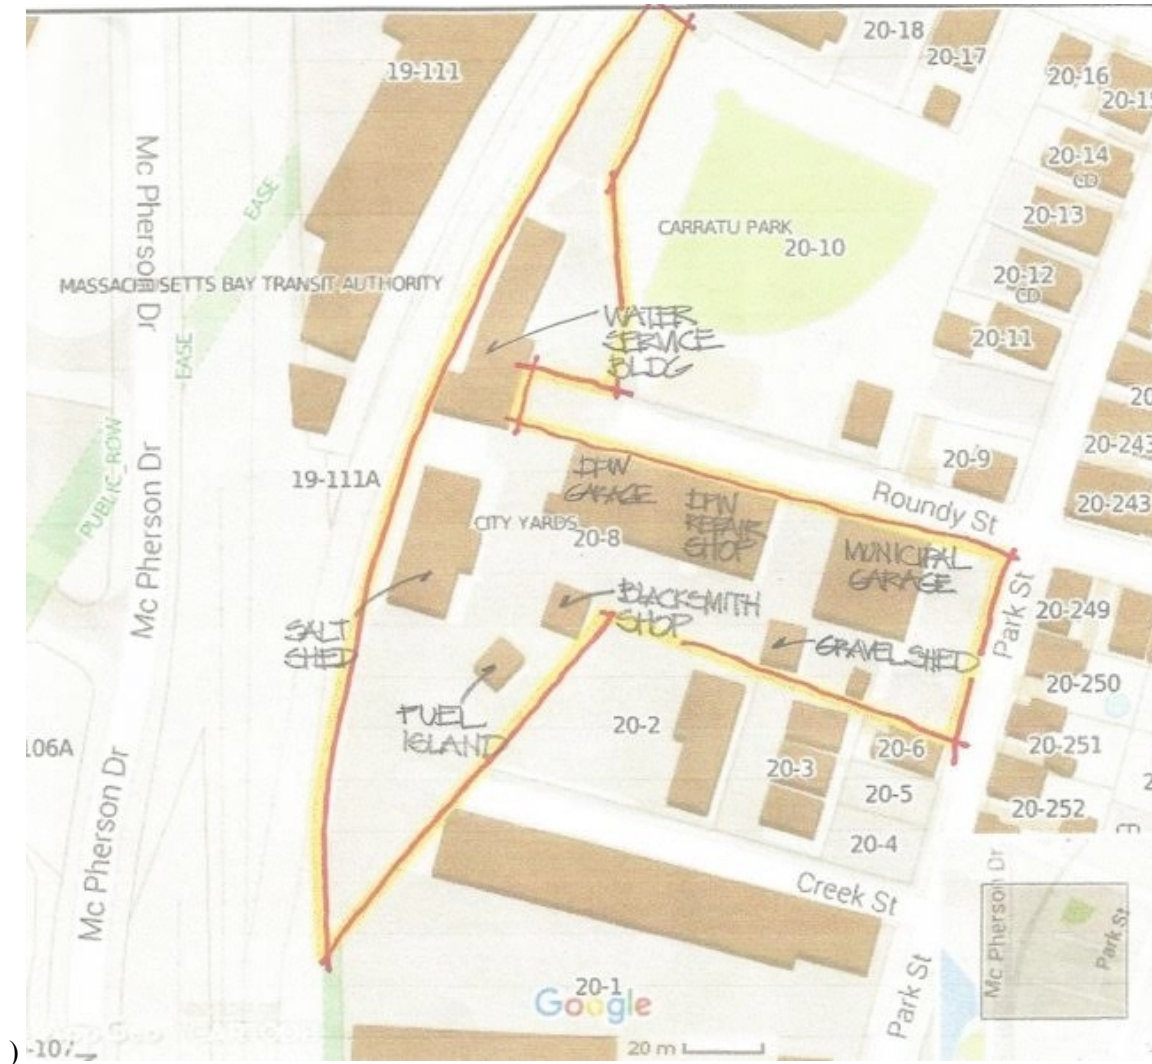 20-18
19-111
20-17
20-16
20-15
20-14
CD
Mc Pherson Dr
EASE
20-13
CARRATU PARK
20-10
MASSACHUSETTS BAY TRANSIT AUTHORITY
20-12
CD
WATER
SERVICE
BLDG
20-11
EASE
20-9
20-243
PUBLIC_ROW
Mc Pherson Dr
19-111A
DPW
GARAGE
DPW
REPAIR
SHOP
Roundy St
20-243
CITY YARDS
20-8
MUNICIPAL
GARAGE
BLACKSMITH
SHOP
Park St
20-249
SALT
SHED
GRAVEL SHED
20-250
FUEL
ISLAND
20-2
20-6
20-251
106A
20-3
20-5
20-252
Mc Pherson Dr
20-4
Creek St
Mc Pherson Dr
Park St
Park St
20-1
Google
20 m
)
-107